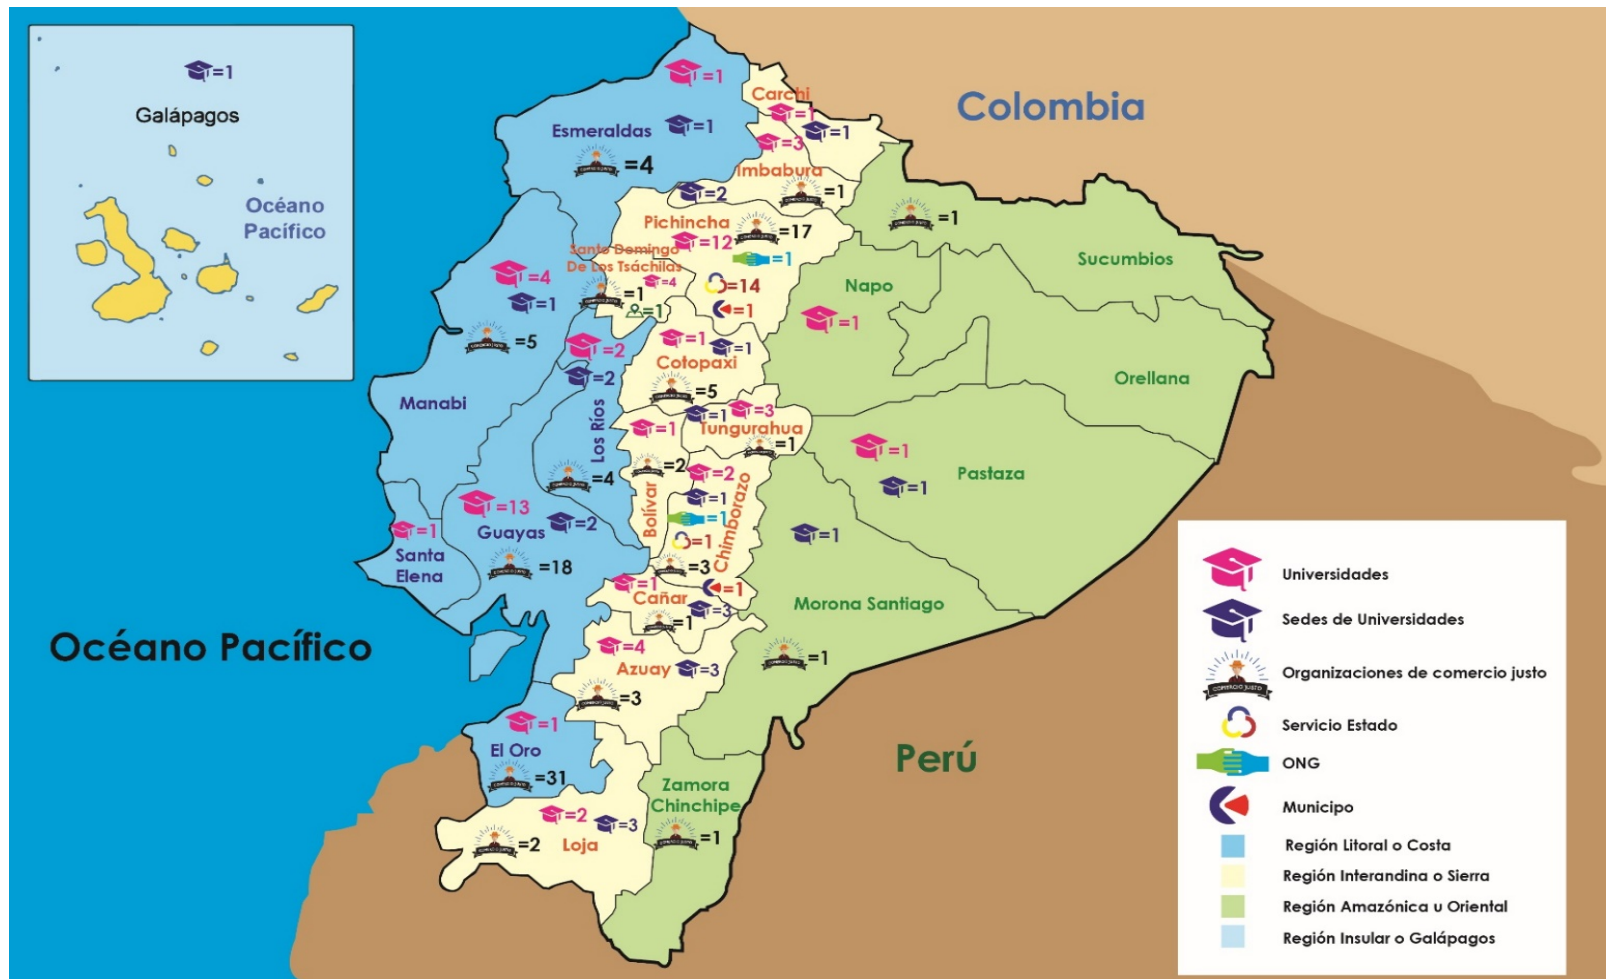 =1
Galápagos
Océano
Pacífico
Colombia
Perú
Océano Pacífico
=1
Esmeraldas
=1
=4
Carchi
=1
=1
=3
Imbabura
=1
=2
Pichincha
=17
=12
=1
=14
=1
Santo Domingo
De Los Tsáchilas
=4
=1
=1
=1
Sucumbios
Napo
=1
Orellana
=4
=1
=5
Manabi
=2
=2
Los Ríos
=4
=1
=1
Cotopaxi
=5
=1
=3
Tungurahua
=1
=1
=2
Bolívar
=2
=1
=1
=1
=3
Chimborazo
=1
=1
Pastaza
=13
Guayas
=2
=18
=1
Santa
Elena
=1
Cañar
=1
=3
=1
=1
Morona Santiago
=1
=4
Azuay
=3
=3
=1
El Oro
=31
=2
=3
=2
Loja
Zamora
Chinchipe
=1
Universidades
Sedes de Universidades
COMERCIO JUSTO
Organizaciones de comercio justo
Servicio Estado
ONG
Municipo
Región Litoral o Costa
Región Interandina o Sierra
Región Amazónica u Oriental
Región Insular o Galápagos